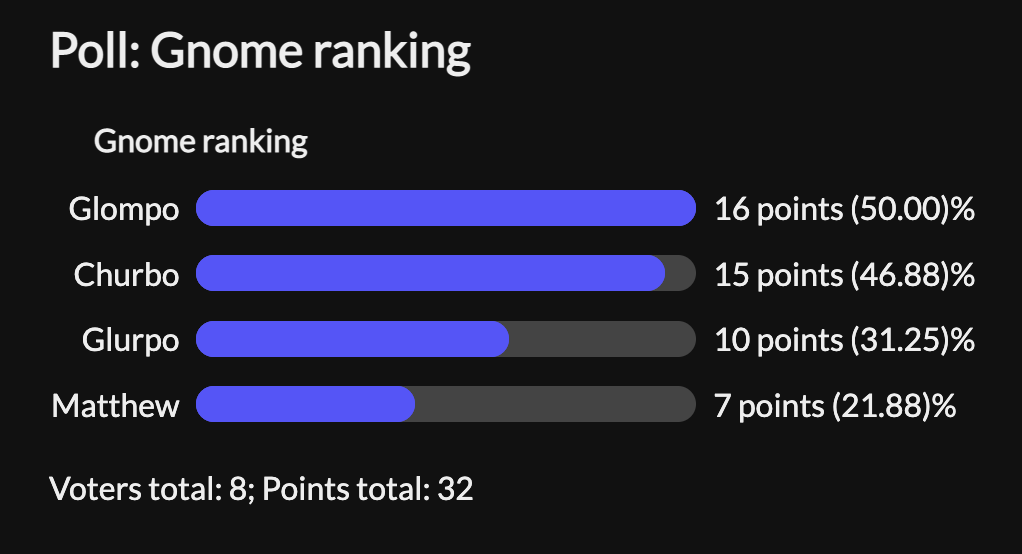 Poll: Gnome ranking
Gnome ranking
Glompo 16 points (50.00)%
Churbo 15 points (46.88)%
Glurpo 10 points (31.25)%
Matthew 7 points (21.88)%
Voters total: 8; Points total: 32